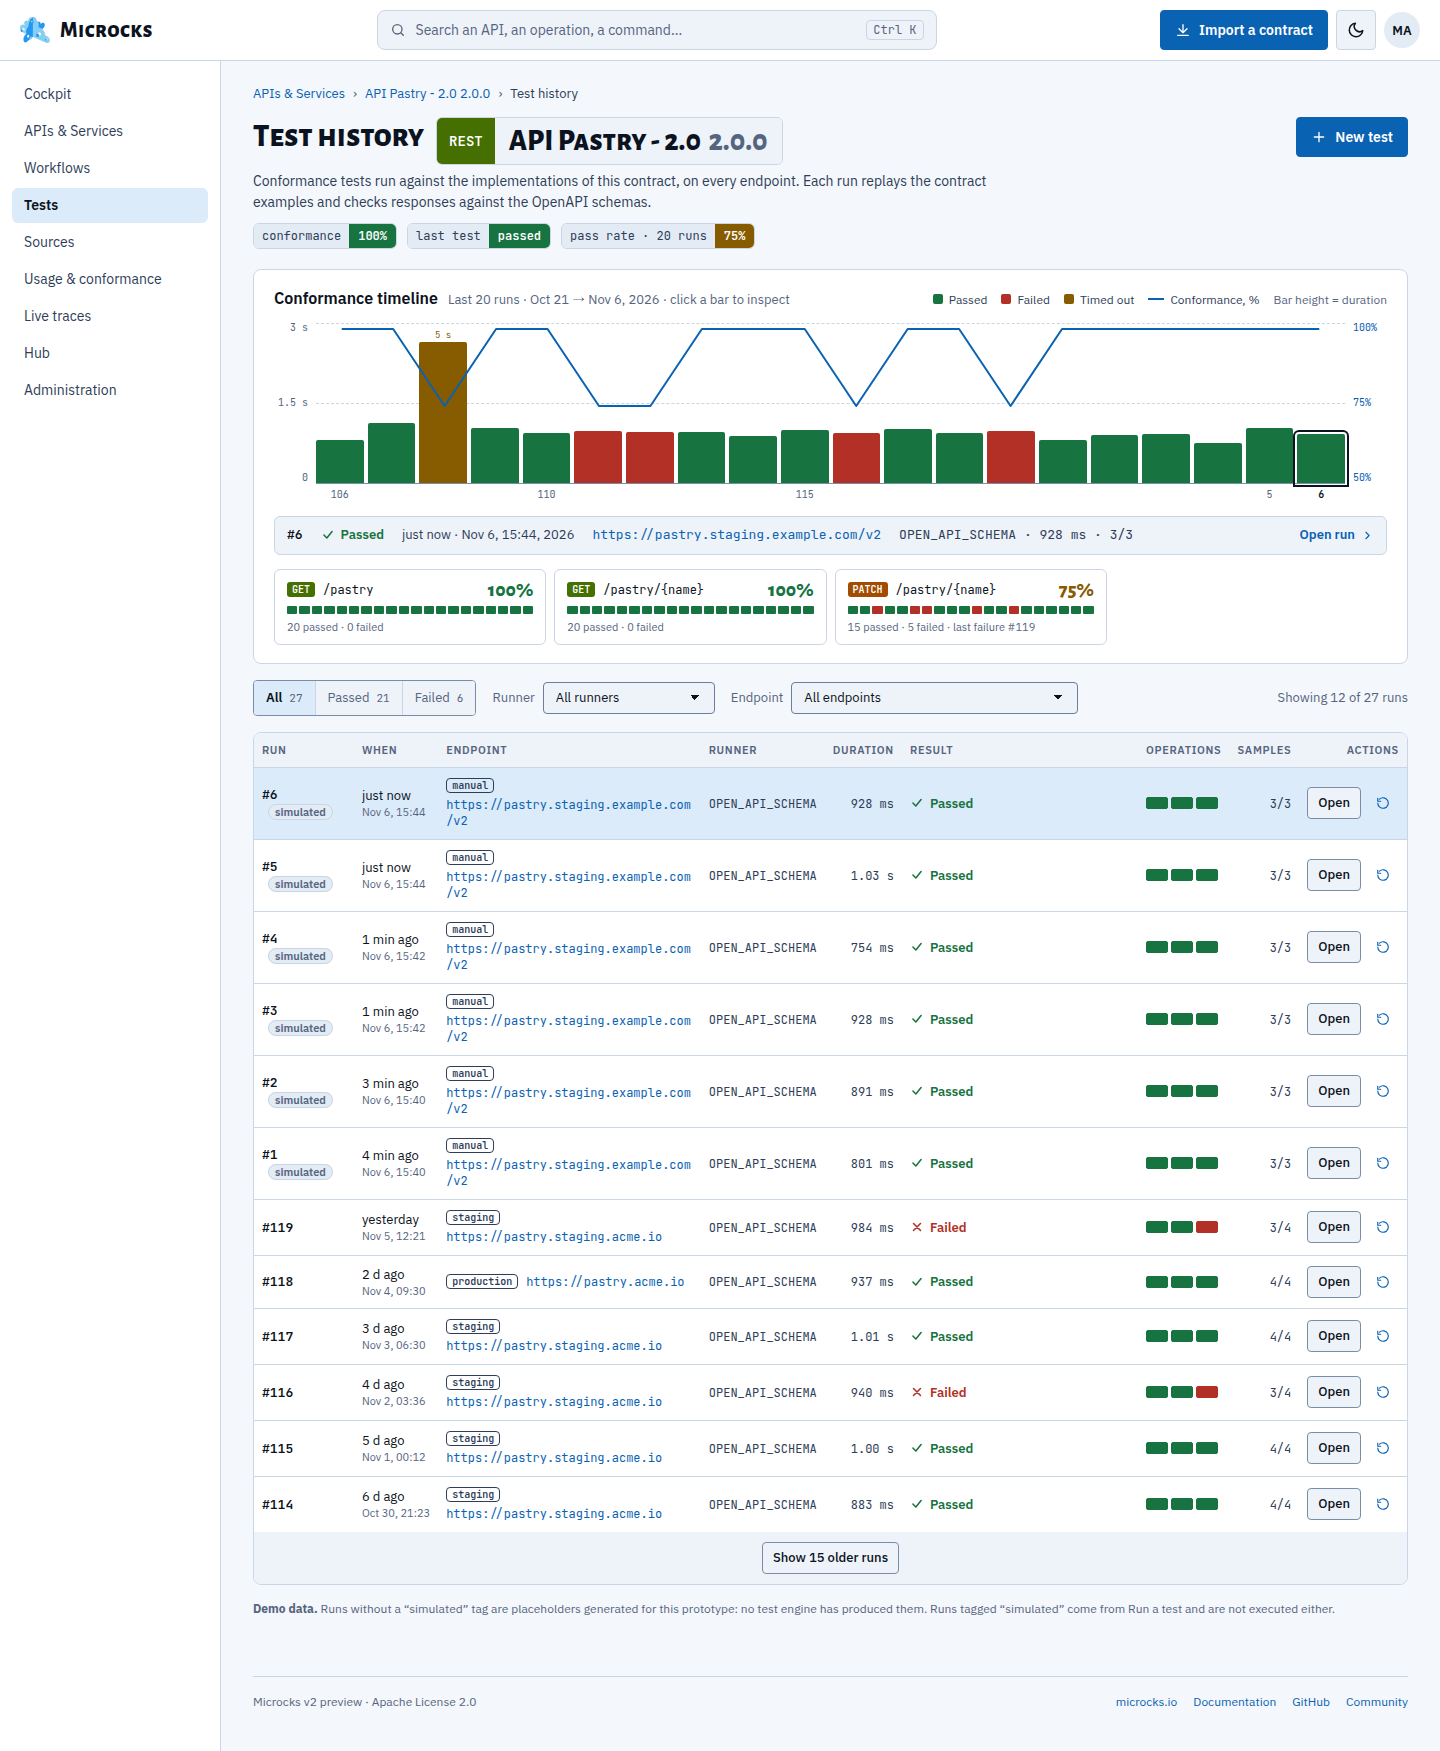 Microcks
Search an API, an operation, a command...
Ctrl K
Import a contract
MA
Cockpit
APIs & Services
Workflows
Tests
Sources
Usage & conformance
Live traces
Hub
Administration
APIs & Services › API Pastry - 2.0 2.0.0 › Test history
Test history
REST API Pastry - 2.0 2.0.0
New test
Conformance tests run against the implementations of this contract, on every endpoint. Each run replays the contract
examples and checks responses against the OpenAPI schemas.
conformance 100% last test passed pass rate · 20 runs 75%
Conformance timeline Last 20 runs · Oct 21 → Nov 6, 2026 · click a bar to inspect
Passed Failed Timed out Conformance, % Bar height = duration
3 s 5 s 100%
1.5 s 75%
0 50%
106 110 115 5 6
#6 Passed just now · Nov 6, 15:44, 2026 https://pastry.staging.example.com/v2 OPEN_API_SCHEMA · 928 ms · 3/3 Open run
GET /pastry 100%
20 passed · 0 failed
GET /pastry/{name} 100%
20 passed · 0 failed
PATCH /pastry/{name} 75%
15 passed · 5 failed · last failure #119
All 27 Passed 21 Failed 6 Runner All runners Endpoint All endpoints Showing 12 of 27 runs
RUN WHEN ENDPOINT RUNNER DURATION RESULT OPERATIONS SAMPLES ACTIONS
#6 simulated just now Nov 6, 15:44 manual https://pastry.staging.example.com/v2 OPEN_API_SCHEMA 928 ms Passed 3/3 Open
#5 simulated just now Nov 6, 15:44 manual https://pastry.staging.example.com/v2 OPEN_API_SCHEMA 1.03 s Passed 3/3 Open
#4 simulated 1 min ago Nov 6, 15:42 manual https://pastry.staging.example.com/v2 OPEN_API_SCHEMA 754 ms Passed 3/3 Open
#3 simulated 1 min ago Nov 6, 15:42 manual https://pastry.staging.example.com/v2 OPEN_API_SCHEMA 928 ms Passed 3/3 Open
#2 simulated 3 min ago Nov 6, 15:40 manual https://pastry.staging.example.com/v2 OPEN_API_SCHEMA 891 ms Passed 3/3 Open
#1 simulated 4 min ago Nov 6, 15:40 manual https://pastry.staging.example.com/v2 OPEN_API_SCHEMA 801 ms Passed 3/3 Open
#119 yesterday Nov 5, 12:21 staging https://pastry.staging.acme.io OPEN_API_SCHEMA 984 ms Failed 3/4 Open
#118 2 d ago Nov 4, 09:30 production https://pastry.acme.io OPEN_API_SCHEMA 937 ms Passed 4/4 Open
#117 3 d ago Nov 3, 06:30 staging https://pastry.staging.acme.io OPEN_API_SCHEMA 1.01 s Passed 4/4 Open
#116 4 d ago Nov 2, 03:36 staging https://pastry.staging.acme.io OPEN_API_SCHEMA 940 ms Failed 3/4 Open
#115 5 d ago Nov 1, 00:12 staging https://pastry.staging.acme.io OPEN_API_SCHEMA 1.00 s Passed 4/4 Open
#114 6 d ago Oct 30, 21:23 staging https://pastry.staging.acme.io OPEN_API_SCHEMA 883 ms Passed 4/4 Open
Show 15 older runs
Demo data. Runs without a “simulated” tag are placeholders generated for this prototype: no test engine has produced them. Runs tagged “simulated” come from Run a test and are not executed either.
Microcks v2 preview · Apache License 2.0
microcks.io Documentation GitHub Community